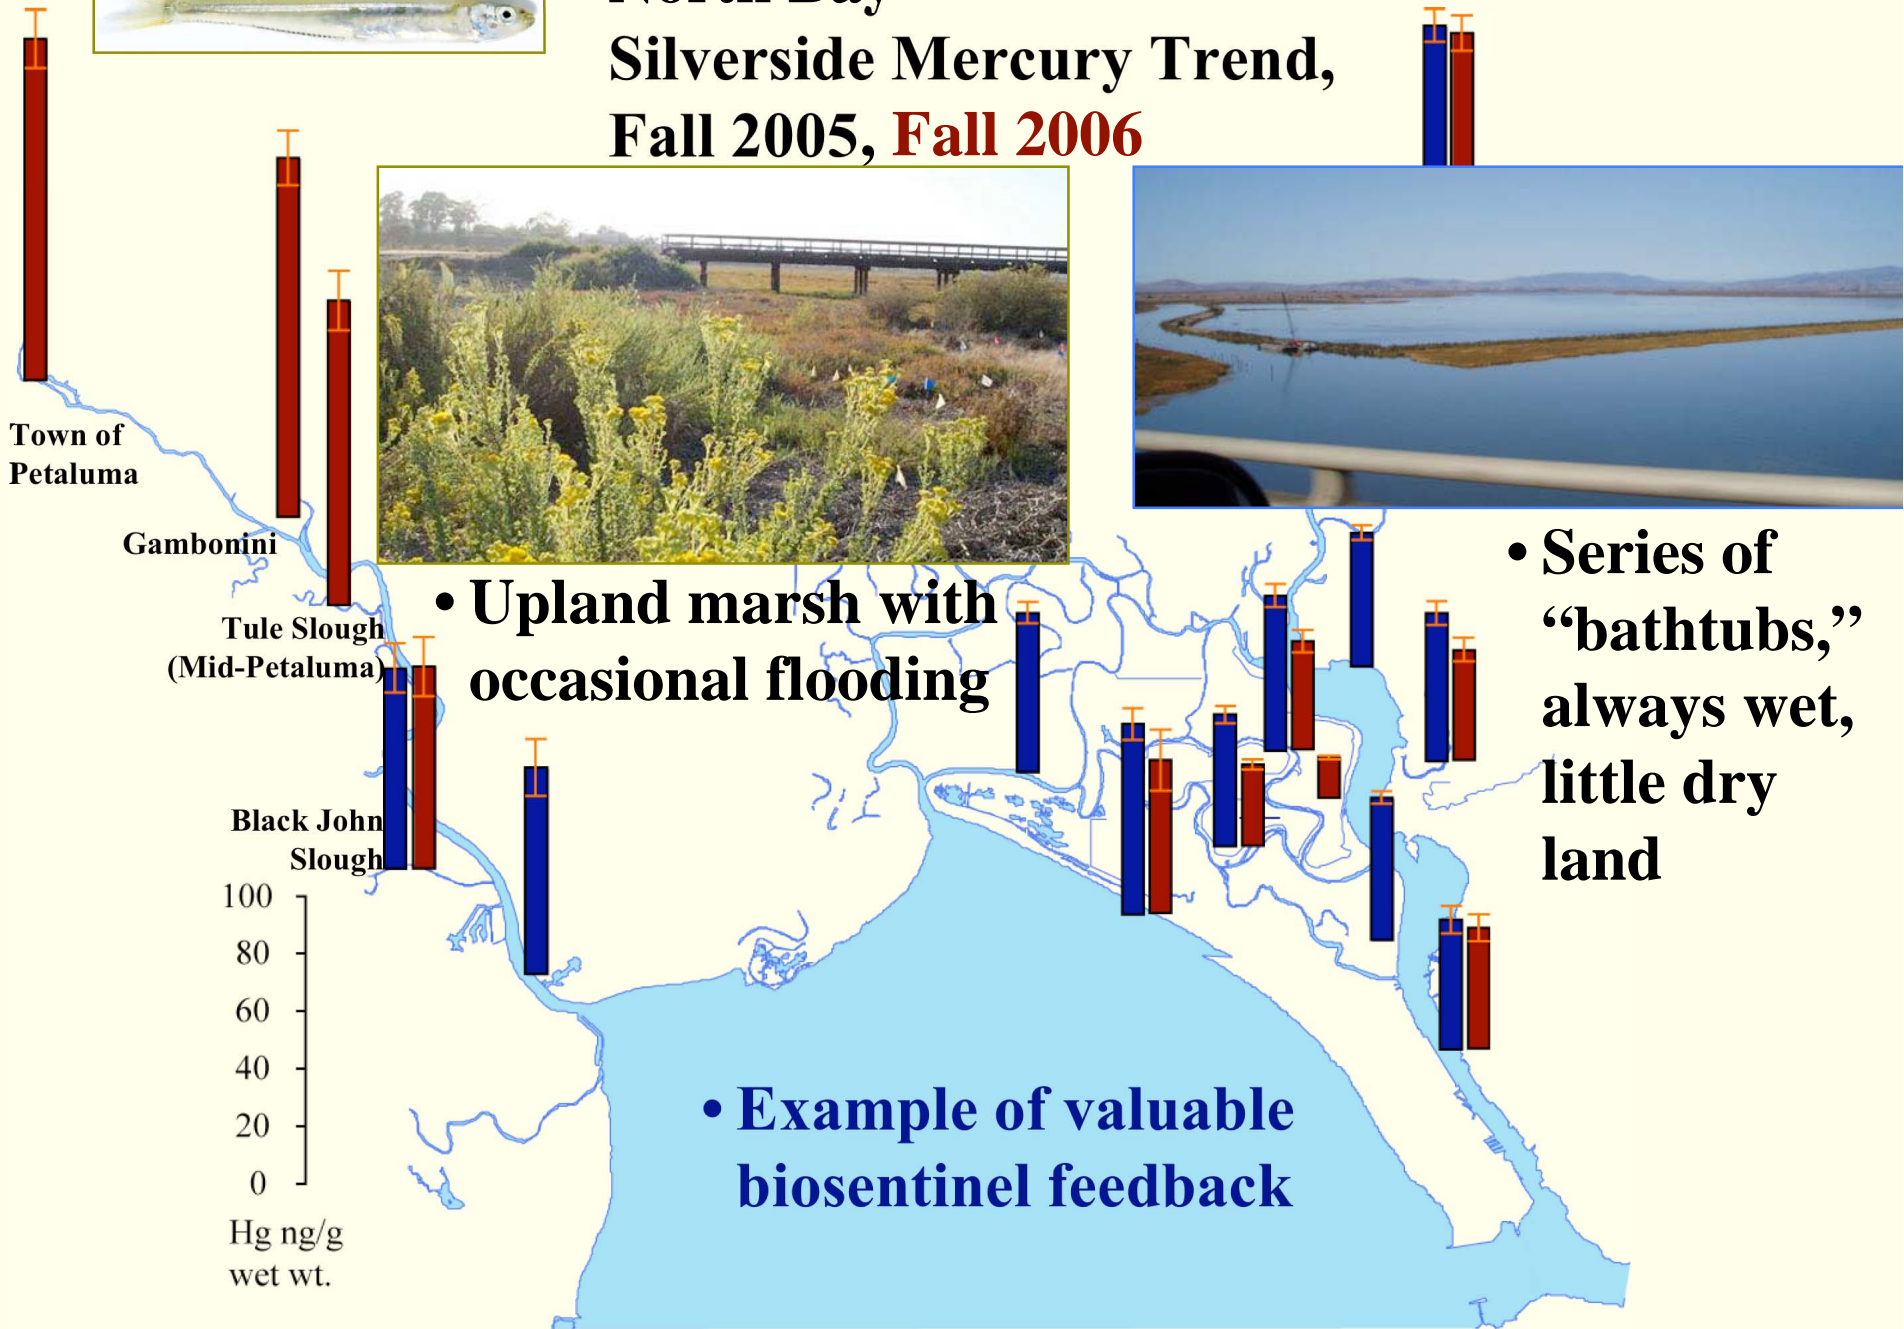 North Bay
Silverside Mercury Trend,
Fall 2005, Fall 2006
Town of
Petaluma
Gambonini
Tule Slough
(Mid-Petaluma)
Black John
Slough
• Upland marsh with
occasional flooding
• Series of
“bathtubs,”
always wet,
little dry
land
100
80
60
40
20
0
Hg ng/g
wet wt.
• Example of valuable
biosentinel feedback